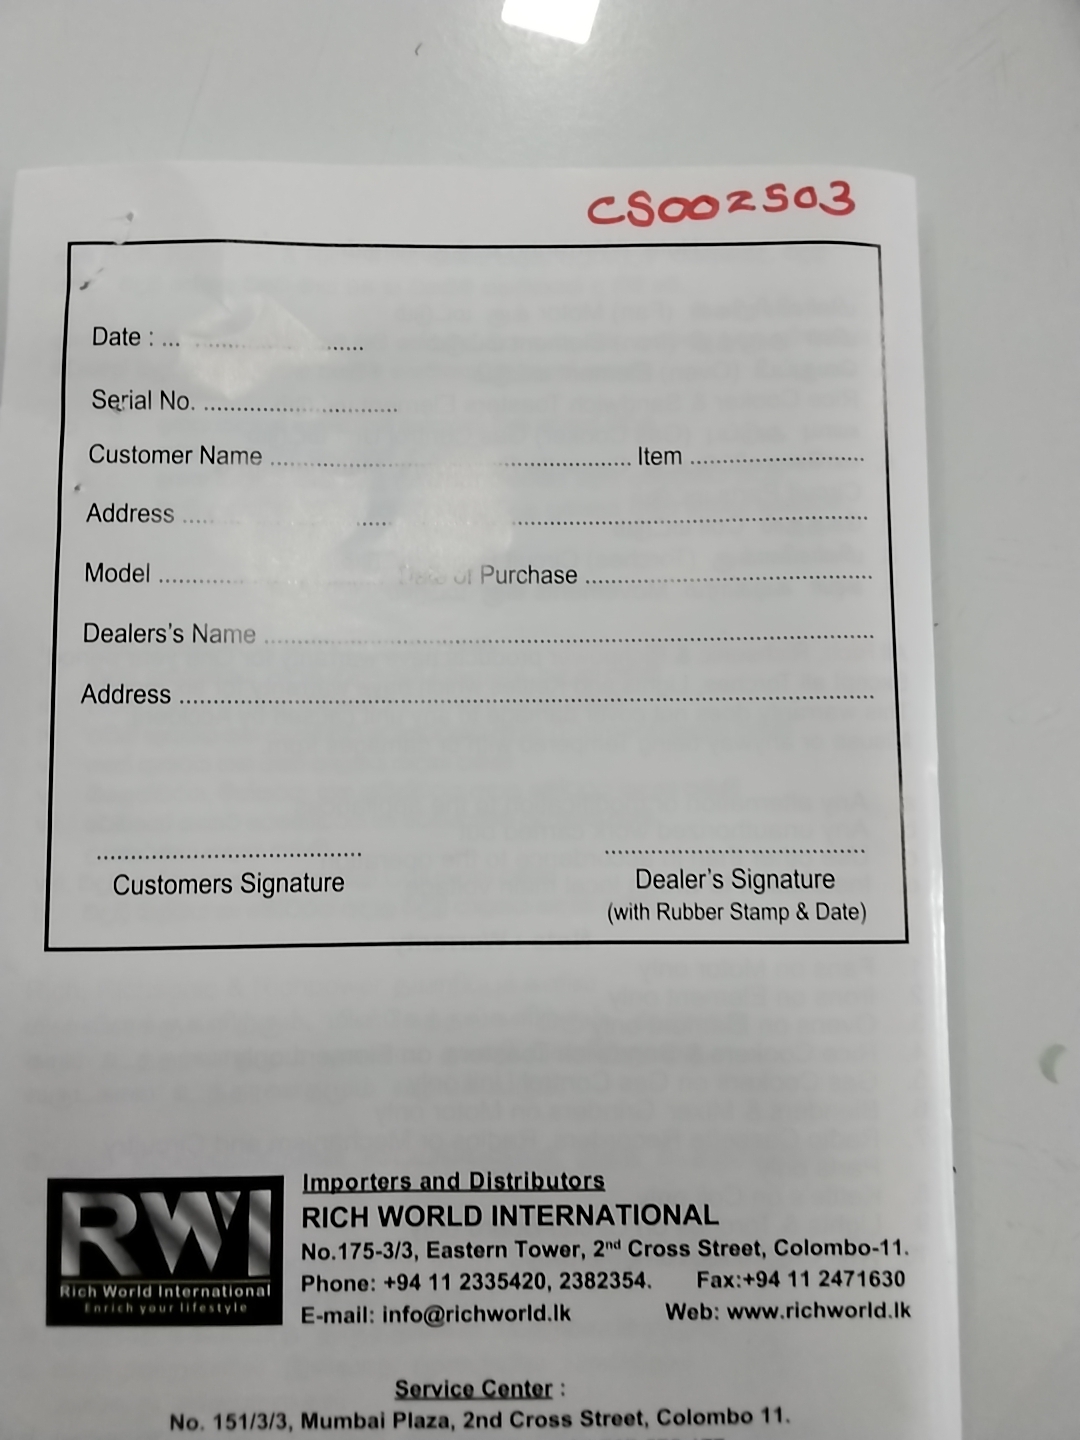 CS002503
Date : ... ...........................
Serial No. ..............................
Customer Name ........................................................ Item ...........................
Address ..........................................................................................................
Model ..................................... Date of Purchase .............................................
Dealers's Name ..............................................................................................
Address ..........................................................................................................
.......................................... .........................................
Customers Signature Dealer's Signature
(with Rubber Stamp & Date)
RWI
Rich World International
Enrich your lifestyle
Importers and Distributors
RICH WORLD INTERNATIONAL
No.175-3/3, Eastern Tower, 2nd Cross Street, Colombo-11.
Phone: +94 11 2335420, 2382354. Fax:+94 11 2471630
E-mail: info@richworld.lk Web: www.richworld.lk
Service Center :
No. 151/3/3, Mumbai Plaza, 2nd Cross Street, Colombo 11.